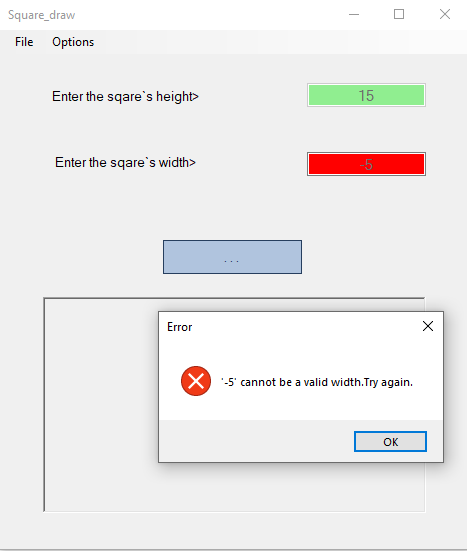 Square_draw
File Options
Enter the sqare`s height>
15
Enter the sqare`s width>
-5
...
Error
'-5' cannot be a valid width.Try again.
OK